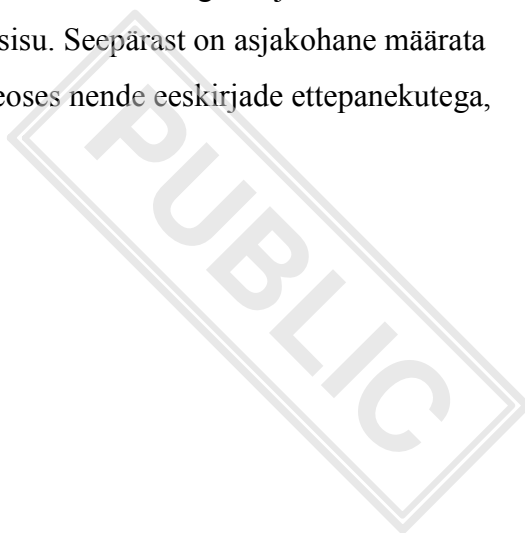 sisu. Seepärast on asjakohane määrata
eoses nende eeskirjade ettepanekutega,
PUBLIC